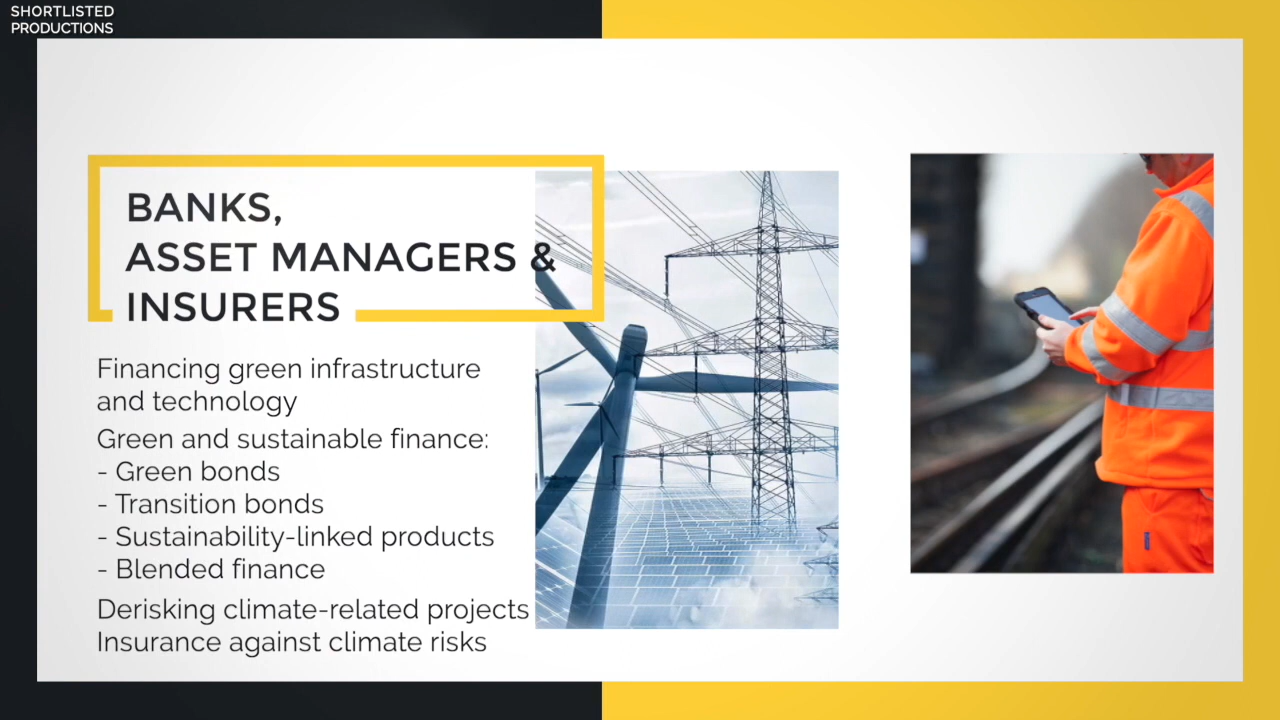 SHORTLISTED
PRODUCTIONS
BANKS,
ASSET MANAGERS &
INSURERS
Financing green infrastructure
and technology
Green and sustainable finance:
- Green bonds
- Transition bonds
- Sustainability-linked products
- Blended finance
Derisking climate-related projects
Insurance against climate risks